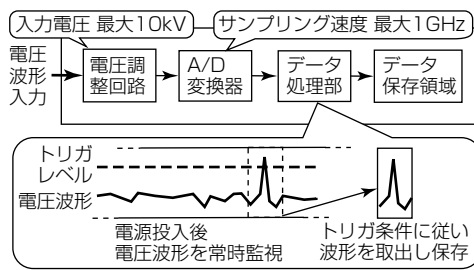 入力電圧 最大10kV
サンプリング速度 最大1GHz
電圧
波形
入力
電圧調
整回路
A/D
変換器
データ
処理部
データ
保存領域
トリガ
レベル
電圧波形
電源投入後
電圧波形を常時監視
トリガ条件に従い
波形を取出し保存